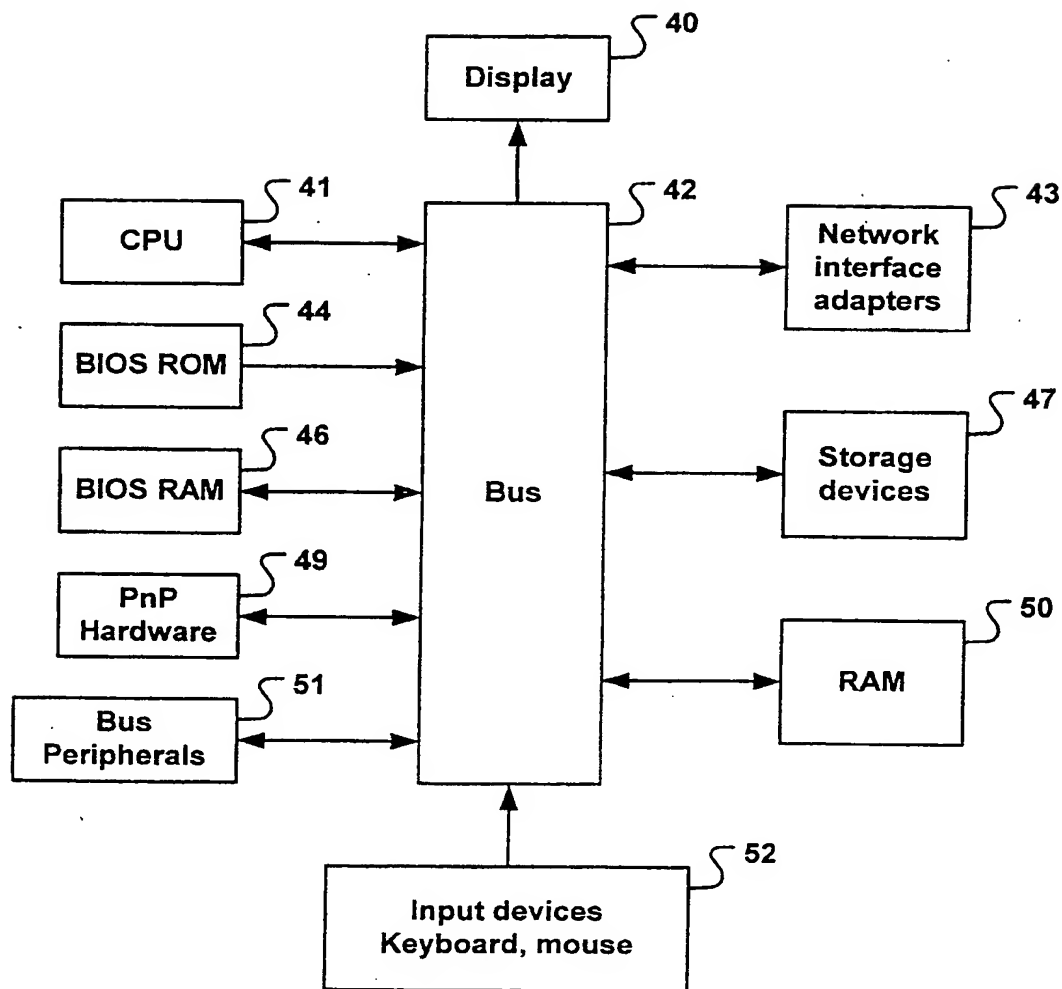 40
Display
41
CPU
42
43
Network
interface
adapters
44
BIOS ROM
46
BIOS RAM
Bus
47
Storage
devices
49
PnP
Hardware
50
RAM
51
Bus
Peripherals
52
Input devices
Keyboard, mouse